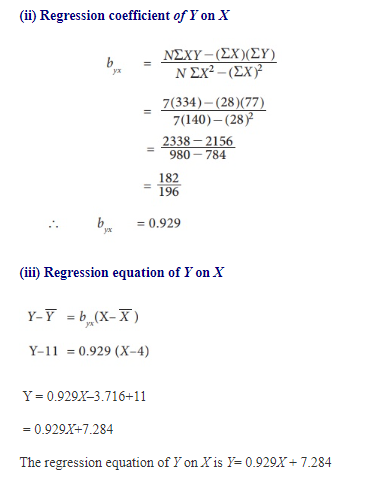 (ii) Regression coefficient of Y on X
b_yx = NΣXY–(ΣX)(ΣY) / N ΣX² – (ΣX)²
= 7(334)–(28)(77) / 7(140)–(28)²
= 2338 – 2156 / 980 – 784
= 182 / 196
∴ b_yx = 0.929
(iii) Regression equation of Y on X
Y–Y̅ = b_yx(X–X̅)
Y–11 = 0.929 (X–4)
Y = 0.929X–3.716+11
= 0.929X+7.284
The regression equation of Y on X is Y= 0.929X + 7.284